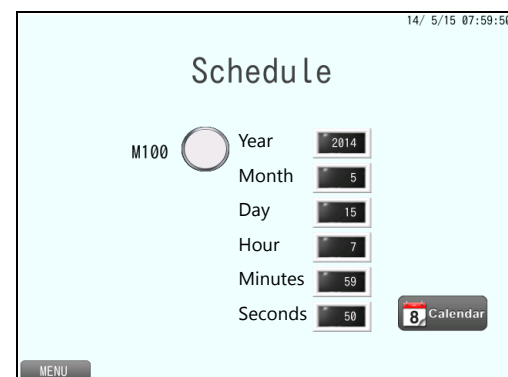 14/ 5/15 07:59:50
Schedule
M100
Year 2014
Month 5
Day 15
Hour 7
Minutes 59
Seconds 50
8 Calendar
MENU